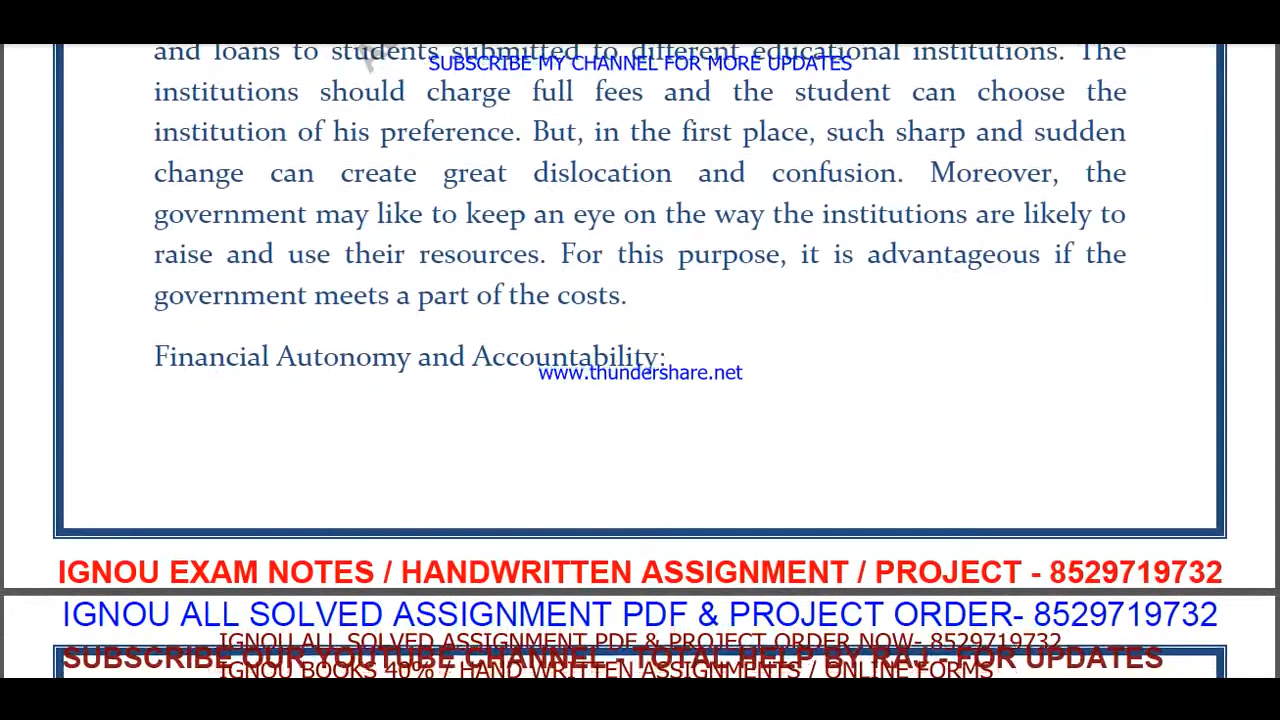 and loans to students submitted to different educational institutions. The
SUBSCRIBE MY CHANNEL FOR MORE UPDATES
institutions should charge full fees and the student can choose the
institution of his preference. But, in the first place, such sharp and sudden
change can create great dislocation and confusion. Moreover, the
government may like to keep an eye on the way the institutions are likely to
raise and use their resources. For this purpose, it is advantageous if the
government meets a part of the costs.
Financial Autonomy and Accountability:
www.thundershare.net
IGNOU EXAM NOTES / HANDWRITTEN ASSIGNMENT / PROJECT - 8529719732
IGNOU ALL SOLVED ASSIGNMENT PDF & PROJECT ORDER- 8529719732
IGNOU ALL SOLVED ASSIGNMENT PDF & PROJECT ORDER NOW- 8529719732
SUBSCRIBE OUR YOUTUBE CHANNEL - TOTAL HELP BY RAJ - FOR UPDATES
IGNOU BOOKS 40% / HAND WRITTEN ASSIGNMENTS / ONLINE FORMS